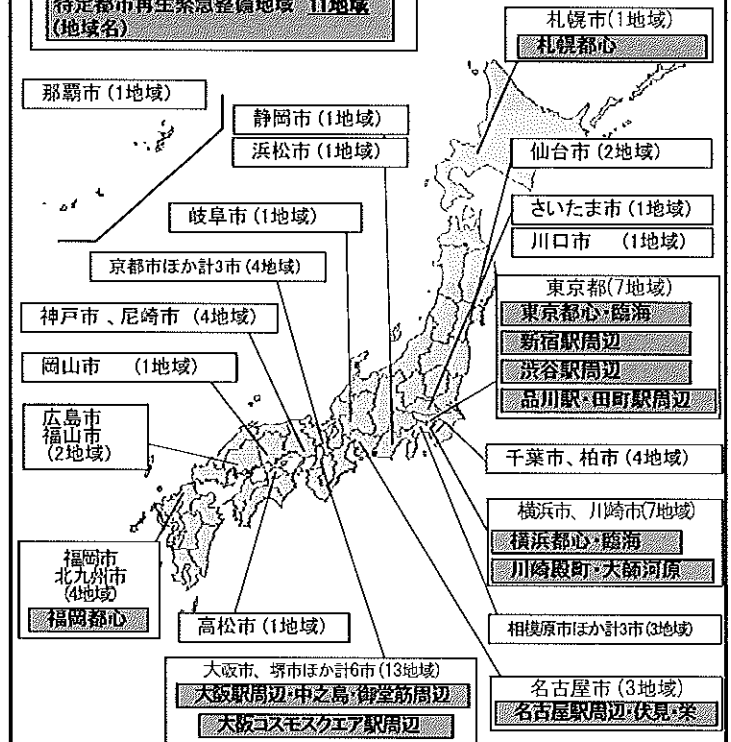 特定都市再生緊急整備地域 11地域
(地域名)
札幌市(1地域)
札幌都心
那覇市 (1地域)
静岡市 (1地域)
浜松市 (1地域)
仙台市 (2地域)
岐阜市 (1地域)
さいたま市 (1地域)
川口市 (1地域)
京都市ほか計3市 (4地域)
東京都(7地域)
東京都心・臨海
新宿駅周辺
渋谷駅周辺
品川駅・田町駅周辺
神戸市、尼崎市 (4地域)
岡山市 (1地域)
広島市
福山市
(2地域)
千葉市、柏市 (4地域)
横浜市、川崎市(7地域)
横浜都心・臨海
川崎殿町・大師河原
福岡市
北九州市
(4地域)
福岡都心
高松市 (1地域)
相模原市ほか計3市 (3地域)
大阪市、堺市ほか計6市 (13地域)
大阪駅周辺・中之島・御堂筋周辺
大阪コスモスクエア駅周辺
名古屋市 (3地域)
名古屋駅周辺・伏見・栄